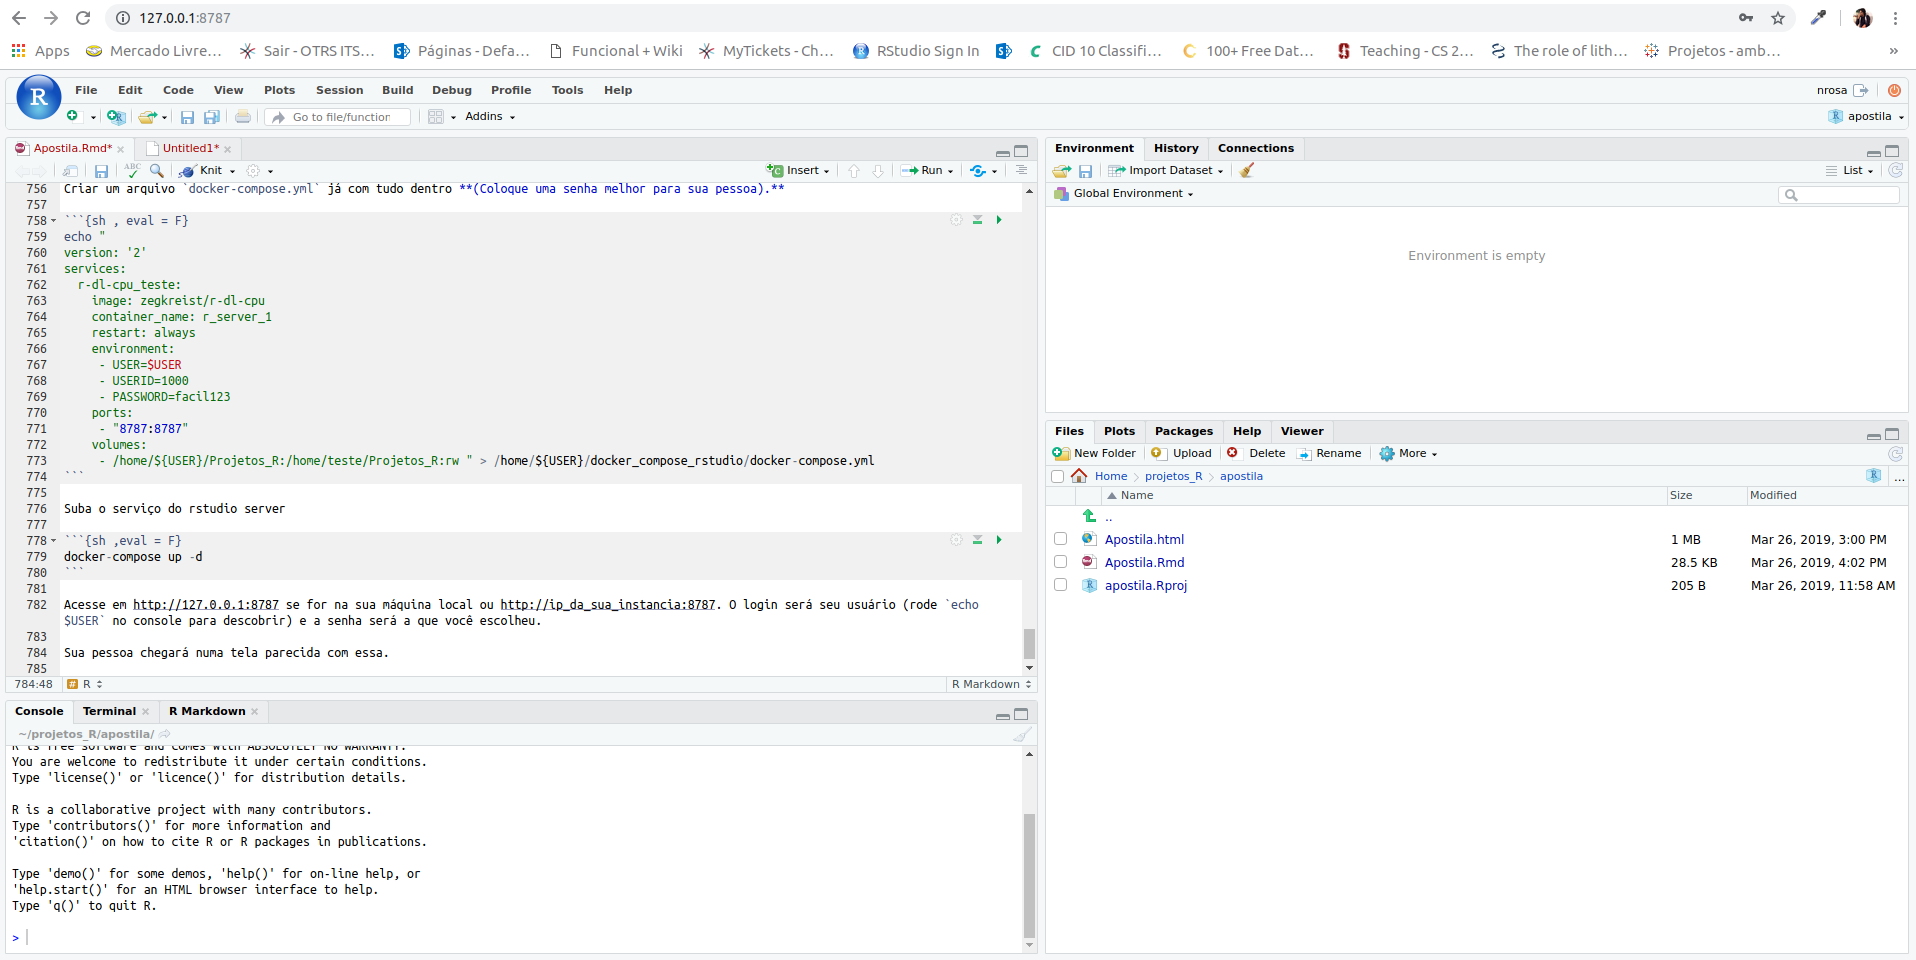 127.0.0.1:8787
Apps Mercado Livre... Sair - OTRS ITS... Páginas - Defa... Funcional + Wiki MyTickets - Ch... RStudio Sign In CID 10 Classifi... 100+ Free Dat... Teaching - CS 2... The role of lith... Projetos - amb... »
R File Edit Code View Plots Session Build Debug Profile Tools Help nrosa
Go to file/function Addins apostila
Apostila.Rmd* × Untitled1* ×
ABC Knit Insert Run
756 Criar um arquivo `docker-compose.yml` já com tudo dentro **(Coloque uma senha melhor para sua pessoa).**
757
758 ```{sh , eval = F}
759 echo "
760 version: '2'
761 services:
762   r-dl-cpu_teste:
763     image: zegkreist/r-dl-cpu
764     container_name: r_server_1
765     restart: always
766     environment:
767      - USER=$USER
768      - USERID=1000
769      - PASSWORD=facil123
770     ports:
771      - "8787:8787"
772     volumes:
773      - /home/${USER}/Projetos_R:/home/teste/Projetos_R:rw " > /home/${USER}/docker_compose_rstudio/docker-compose.yml
774 ```
775
776 Suba o serviço do rstudio server
777
778 ```{sh ,eval = F}
779 docker-compose up -d
780 ```
781
782 Acesse em http://127.0.0.1:8787 se for na sua máquina local ou http://ip_da_sua_instancia:8787. O login será seu usuário (rode `echo
$USER` no console para descobrir) e a senha será a que você escolheu.
783
784 Sua pessoa chegará numa tela parecida com essa.
785
784:48 # R R Markdown
Console Terminal × R Markdown ×
~/projetos_R/apostila/
R is free software and comes with ABSOLUTELY NO WARRANTY.
You are welcome to redistribute it under certain conditions.
Type 'license()' or 'licence()' for distribution details.
R is a collaborative project with many contributors.
Type 'contributors()' for more information and
'citation()' on how to cite R or R packages in publications.
Type 'demo()' for some demos, 'help()' for on-line help, or
'help.start()' for an HTML browser interface to help.
Type 'q()' to quit R.
>
Environment History Connections
Import Dataset List
Global Environment
Environment is empty
Files Plots Packages Help Viewer
New Folder Upload Delete Rename More
Home projetos_R apostila ...
Name Size Modified
..
Apostila.html 1 MB Mar 26, 2019, 3:00 PM
Apostila.Rmd 28.5 KB Mar 26, 2019, 4:02 PM
apostila.Rproj 205 B Mar 26, 2019, 11:58 AM